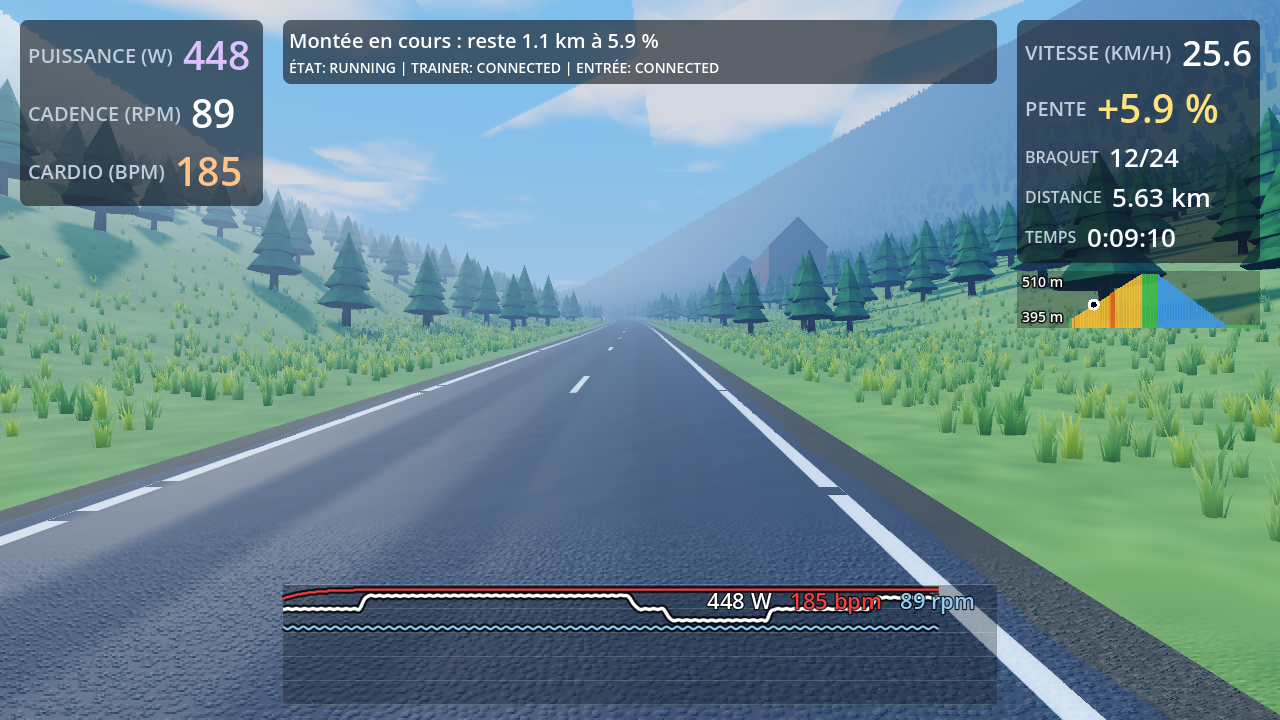 PUISSANCE (W) 448
CADENCE (RPM) 89
CARDIO (BPM) 185
Montée en cours : reste 1.1 km à 5.9 %
ÉTAT: RUNNING | TRAINER: CONNECTED | ENTRÉE: CONNECTED
VITESSE (KM/H) 25.6
PENTE +5.9 %
BRAQUET 12/24
DISTANCE 5.63 km
TEMPS 0:09:10
510 m
395 m
448 W 185 bpm 89 rpm